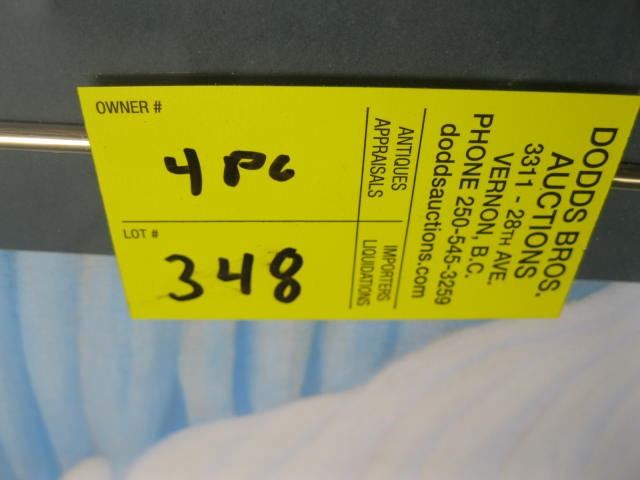 OWNER #
4 PC
LOT #
348
ANTIQUES
APPRAISALS
IMPORTERS
LIQUIDATIONS
DODDS BROS.
AUCTIONS
3311 - 28TH AVE.
VERNON, B.C.
PHONE 250-545-3259
doddsauctions.com